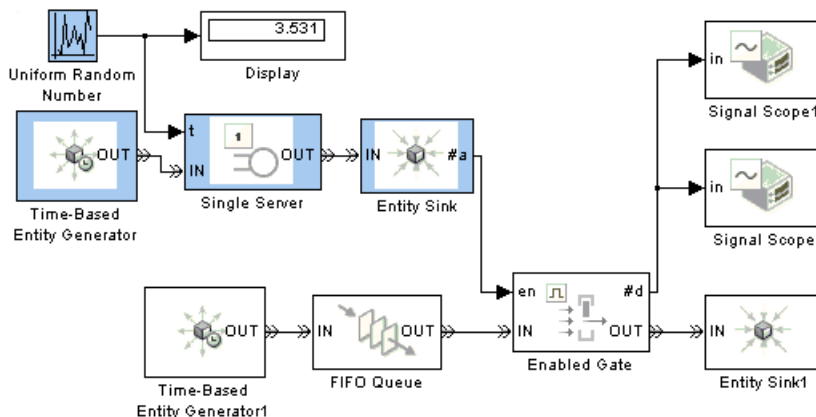 3.531
Display
Uniform Random
Number
in
Signal Scope1
t
IN
1
OUT
Single Server
OUT
Time-Based
Entity Generator
IN
#a
Entity Sink
in
Signal Scope
OUT
Time-Based
Entity Generator1
IN
OUT
FIFO Queue
en
#d
IN
OUT
Enabled Gate
IN
Entity Sink1